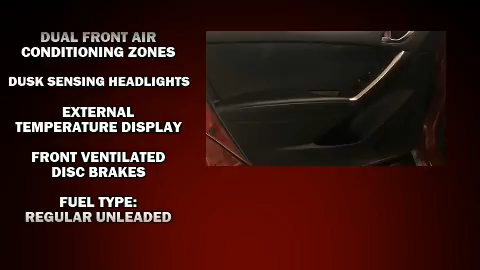 DUAL FRONT AIR
CONDITIONING ZONES
DUSK SENSING HEADLIGHTS
EXTERNAL
TEMPERATURE DISPLAY
FRONT VENTILATED
DISC BRAKES
FUEL TYPE:
REGULAR UNLEADED